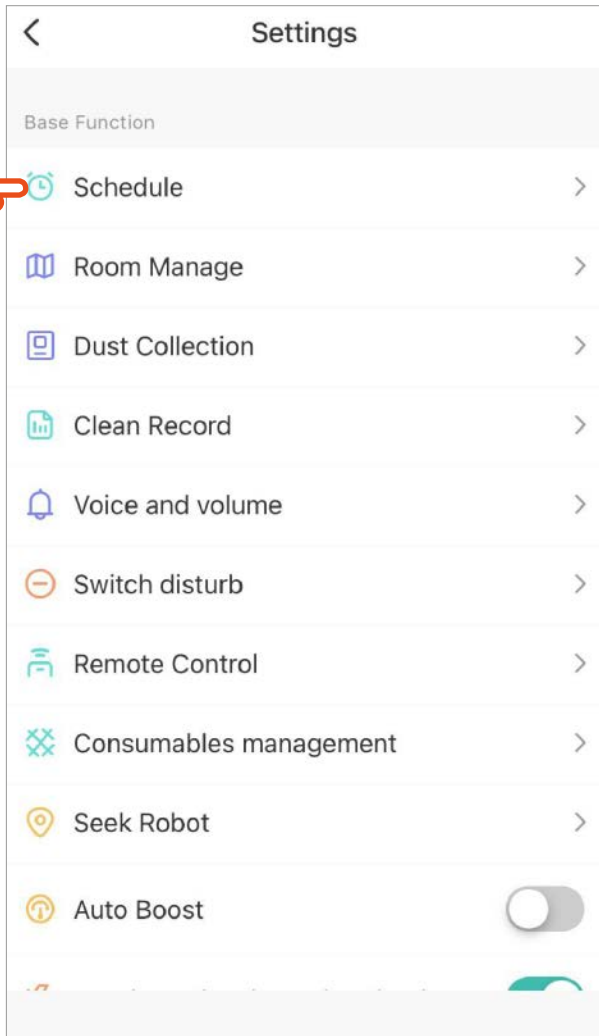 Settings
Base Function
Schedule
Room Manage
Dust Collection
Clean Record
Voice and volume
Switch disturb
Remote Control
Consumables management
Seek Robot
Auto Boost